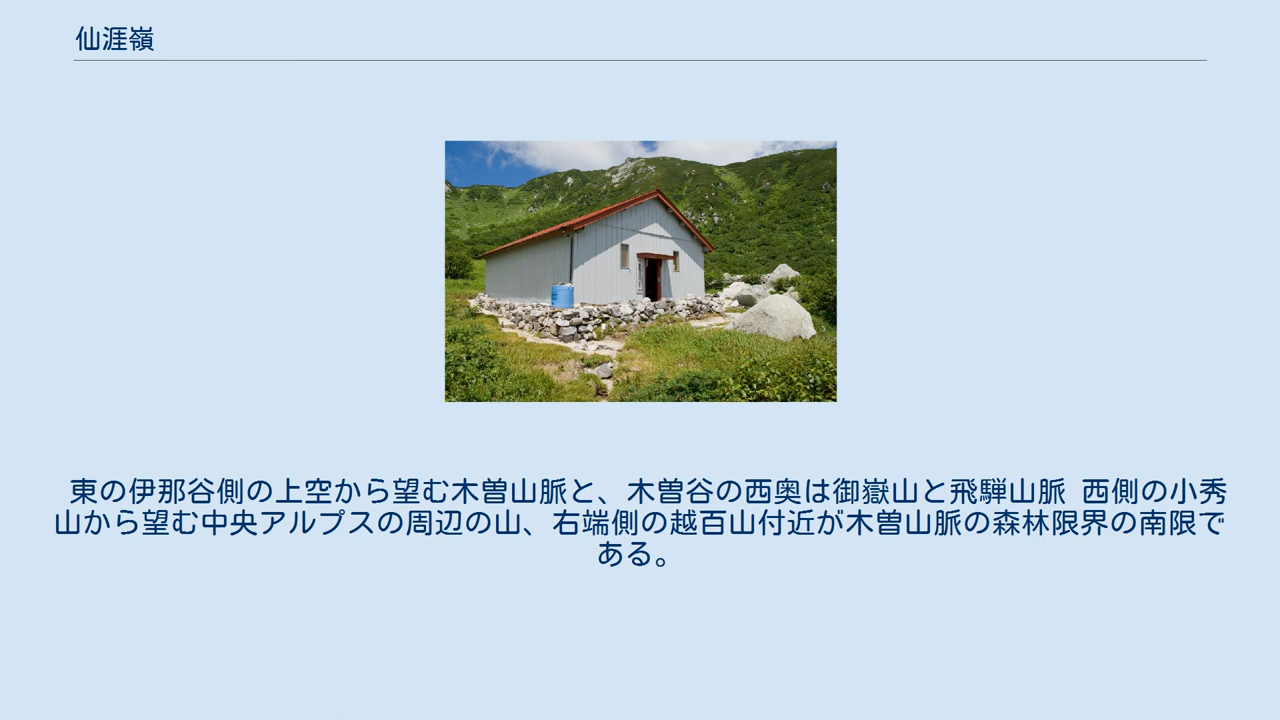 仙涯嶺
東の伊那谷側の上空から望む木曽山脈と、木曽谷の西奥は御嶽山と飛騨山脈 西側の小秀
山から望む中央アルプスの周辺の山、右端側の越百山付近が木曽山脈の森林限界の南限で
ある。